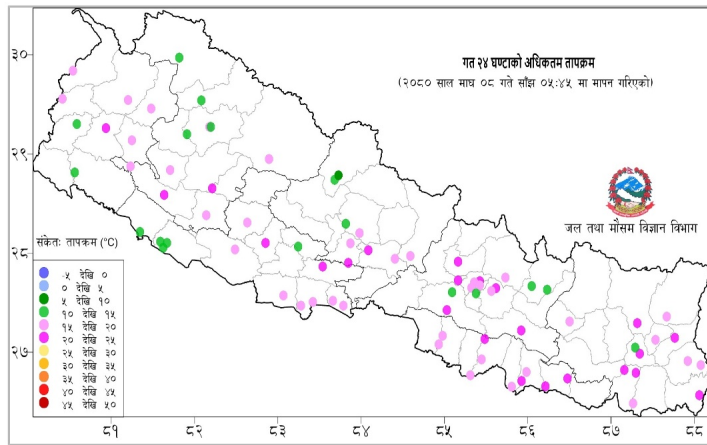 गत २४ घण्टाको अधिकतम तापक्रम
(२०८० साल माघ ०८ गते साँझ ०५:४५ मा मापन गरिएको)
३०
२९
२८
२७
जल तथा मौसम विज्ञान विभाग
संकेतः तापक्रम (°C)
-५ देखि ०
० देखि ५
५ देखि १०
१० देखि १५
१५ देखि २०
२० देखि २५
२५ देखि ३०
३० देखि ३५
३५ देखि ४०
४० देखि ४५
४५ देखि ५०
८१ ८२ ८३ ८४ ८५ ८६ ८७ ८८